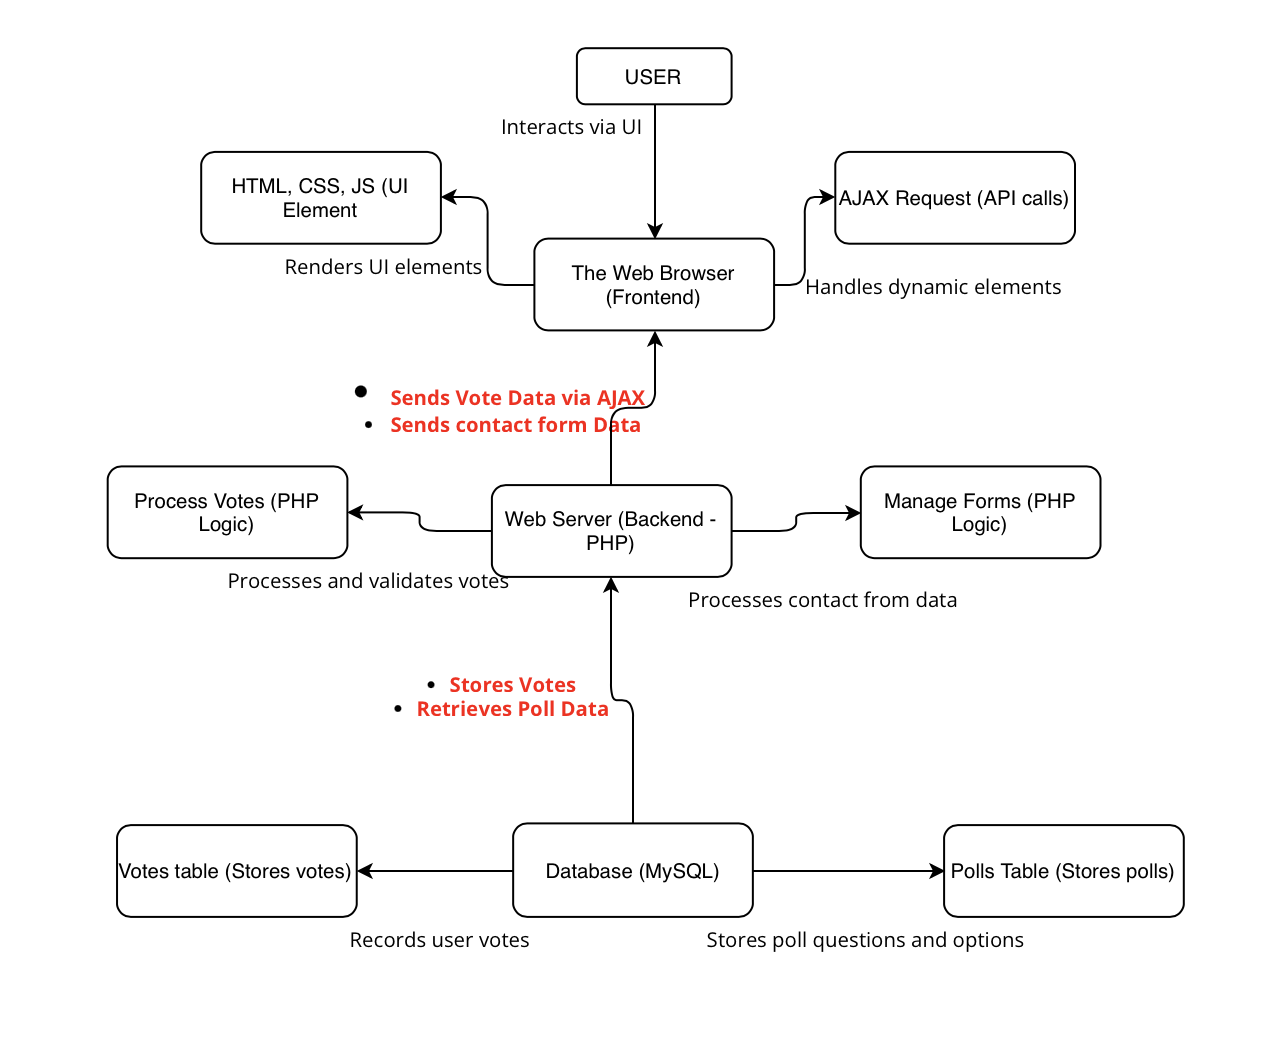 USER
Interacts via UI
HTML, CSS, JS (UI
Element
AJAX Request (API calls)
Renders UI elements
The Web Browser
(Frontend)
Handles dynamic elements
• Sends Vote Data via AJAX
• Sends contact form Data
Process Votes (PHP
Logic)
Web Server (Backend -
PHP)
Manage Forms (PHP
Logic)
Processes and validates votes
Processes contact from data
• Stores Votes
• Retrieves Poll Data
Votes table (Stores votes)
Database (MySQL)
Polls Table (Stores polls)
Records user votes
Stores poll questions and options